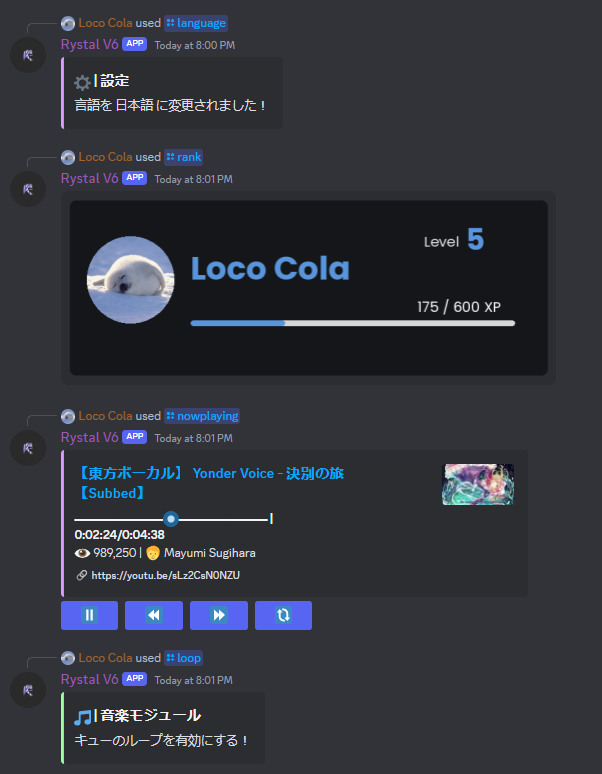 Loco Cola used language
Rystal V6 APP Today at 8:00 PM
| 設定
言語を 日本語 に変更されました！
Loco Cola used rank
Rystal V6 APP Today at 8:01 PM
Level 5
Loco Cola
175 / 600 XP
Loco Cola used nowplaying
Rystal V6 APP Today at 8:01 PM
【東方ボーカル】 Yonder Voice - 決別の旅
【Subbed】
0:02:24/0:04:38
989,250 | Mayumi Sugihara
https://youtu.be/sLz2CsN0NZU
Loco Cola used loop
Rystal V6 APP Today at 8:01 PM
| 音楽モジュール
キューのループを有効にする！